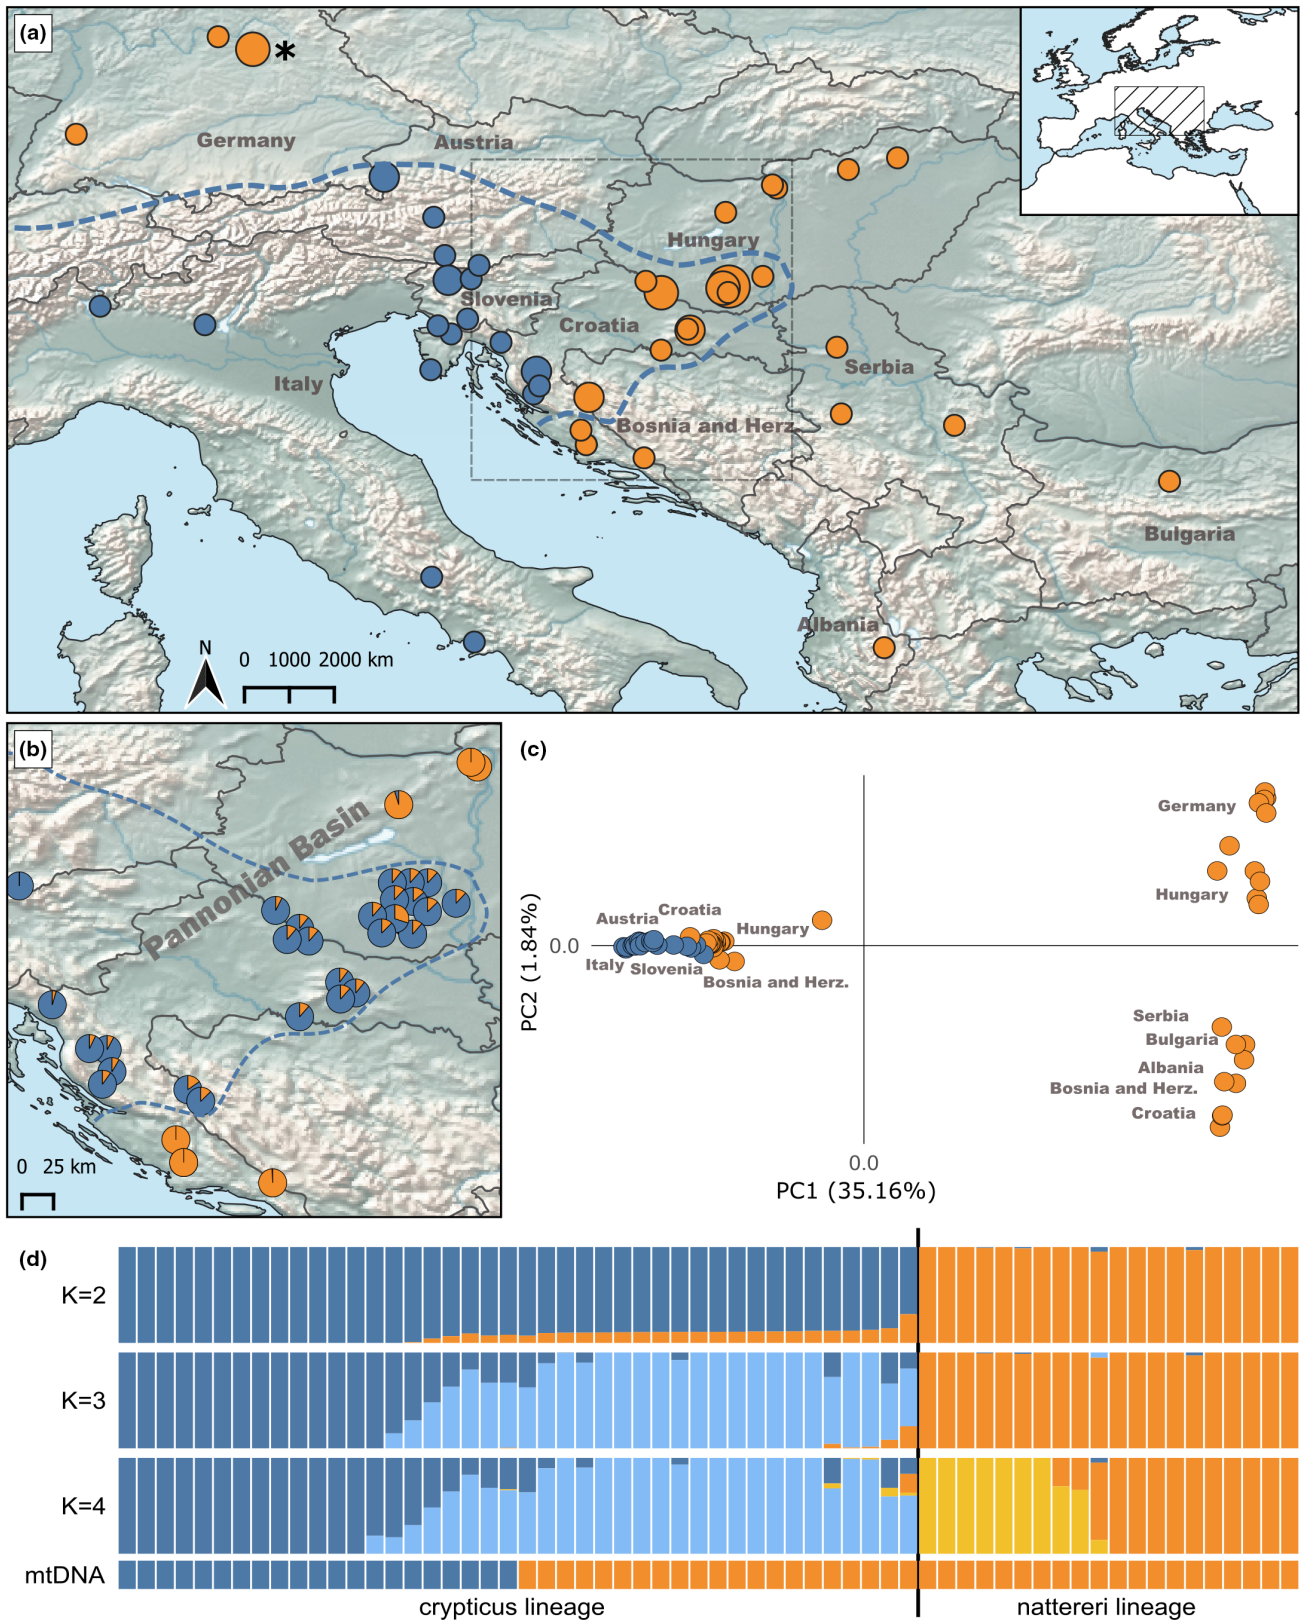 (a)
*
Germany
Austria
Hungary
Slovenia
Croatia
Serbia
Italy
Bosnia and Herz.
Bulgaria
Albania
N
0 1000 2000 km
(b)
Pannonian Basin
0 25 km
(c)
Germany
Hungary
Austria
Croatia
Hungary
0.0
Italy
Slovenia
Bosnia and Herz.
Serbia
Bulgaria
Albania
Bosnia and Herz.
Croatia
PC2 (1.84%)
0.0
PC1 (35.16%)
(d)
K=2
K=3
K=4
mtDNA
crypticus lineage
nattereri lineage